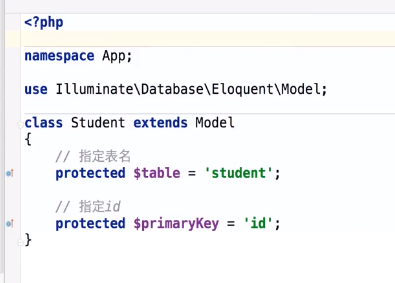 <?php
namespace App;
use Illuminate\Database\Eloquent\Model;
class Student extends Model
{
// 指定表名
protected $table = 'student';
// 指定id
protected $primaryKey = 'id';
}